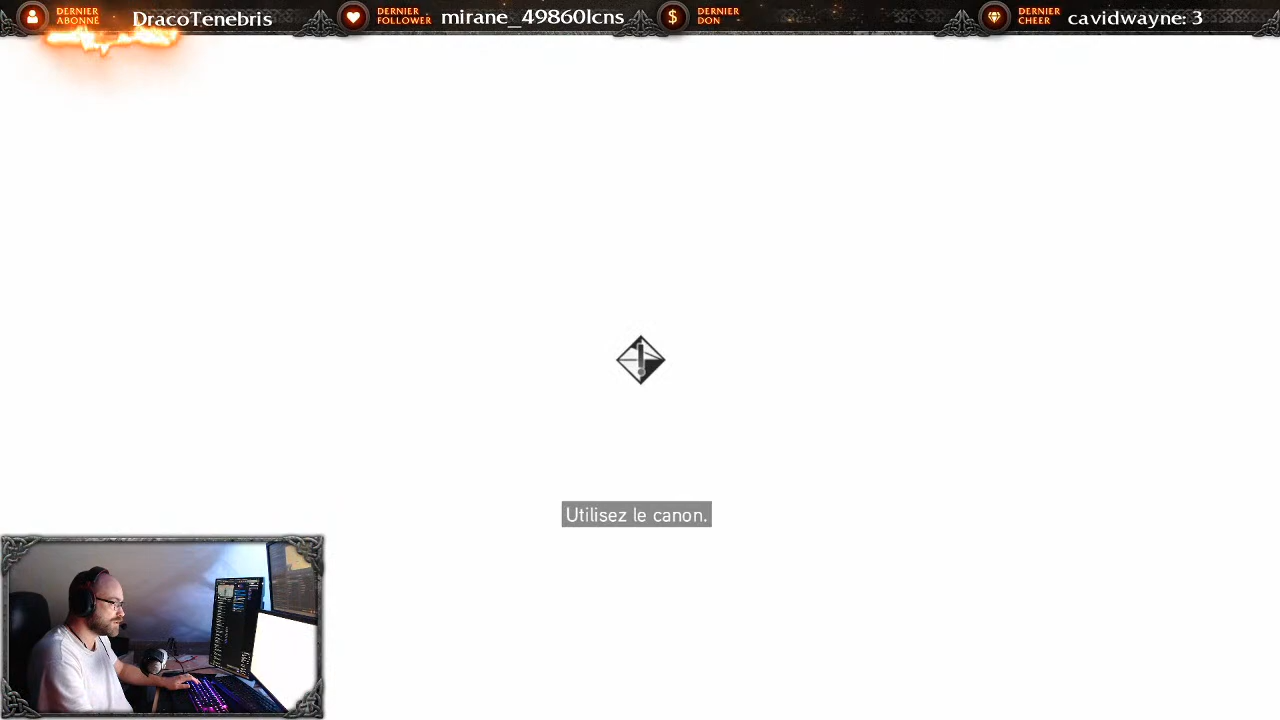 DERNIER
ABONNÉ
DracoTenebris
DERNIER
FOLLOWER
mirane_49860lcns
DERNIER
DON
DERNIER
CHEER
cavidwayne: 3
Utilisez le canon.